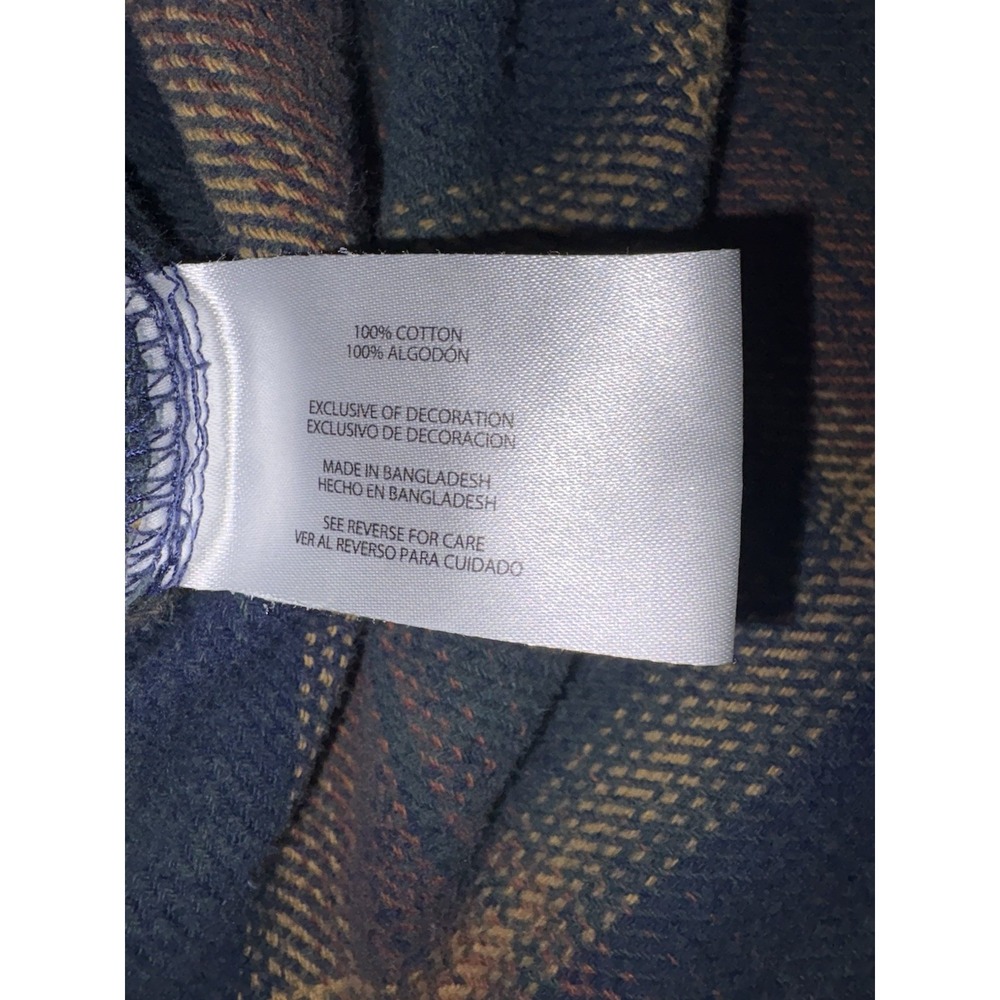 100% COTTON
100% ALGODÓN
EXCLUSIVE OF DECORATION
EXCLUSIVO DE DECORACION
MADE IN BANGLADESH
HECHO EN BANGLADESH
SEE REVERSE FOR CARE
VER AL REVERSO PARA CUIDADO